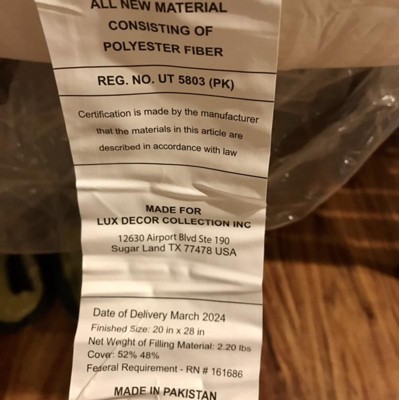 ALL NEW MATERIAL
CONSISTING OF
POLYESTER FIBER
REG. NO. UT 5803 (PK)
Certification is made by the manufacturer
that the materials in this article are
described in accordance with law
MADE FOR
LUX DECOR COLLECTION INC
12630 Airport Blvd Ste 190
Sugar Land TX 77478 USA
Date of Delivery March 2024
Finished Size: 20 in x 28 in
Net Weight of Filling Material: 2.20 lbs
Cover: 52% 48%
Federal Requirement - RN # 161686
MADE IN PAKISTAN